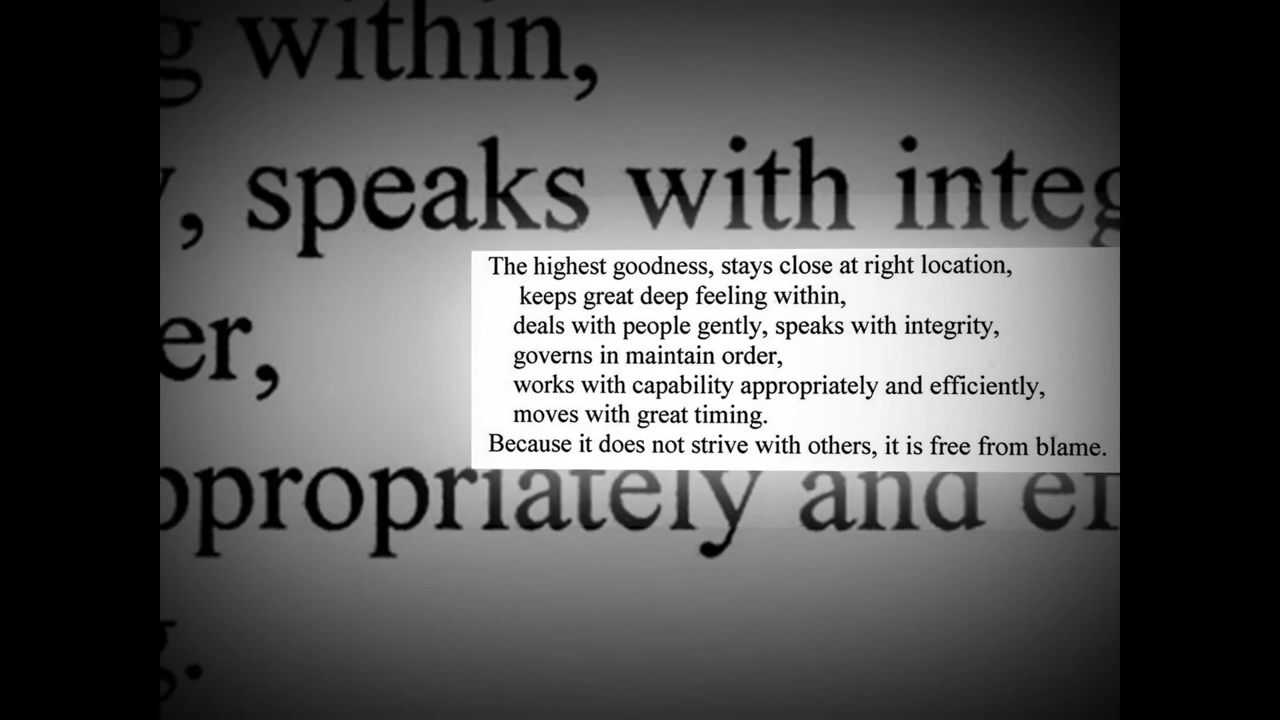 g within,
, speaks with integ
The highest goodness, stays close at right location,
keeps great deep feeling within,
deals with people gently, speaks with integrity,
er,
governs in maintain order,
works with capability appropriately and efficiently,
moves with great timing.
Because it does not strive with others, it is free from blame.
ppropriately and ef
g.